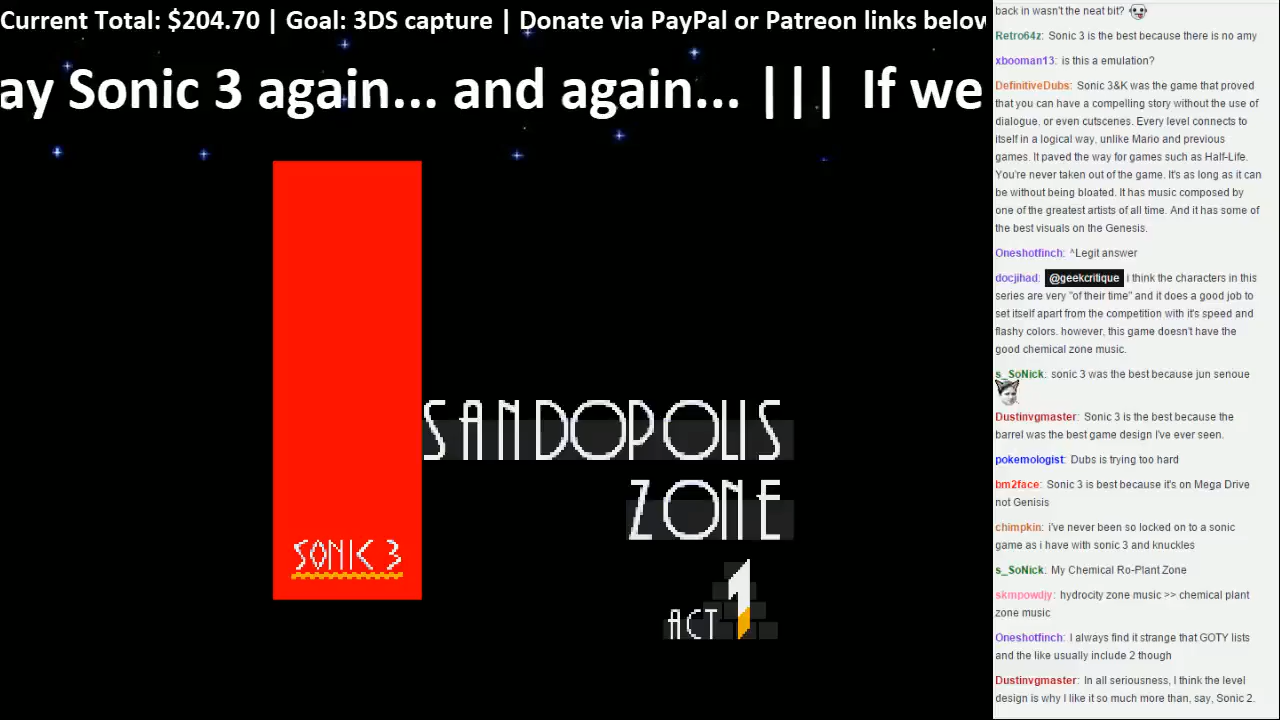 Current Total: $204.70 | Goal: 3DS capture | Donate via PayPal or Patreon links below
ay Sonic 3 again... and again... ||| If we
SONIC 3
SANDOPOLIS
ZONE
ACT 1
back in wasn't the neat bit?
Retro64z: Sonic 3 is the best because there is no amy
xbooman13: is this a emulation?
DefinitiveDubs: Sonic 3&K was the game that proved
that you can have a compelling story without the use of
dialogue, or even cutscenes. Every level connects to
itself in a logical way, unlike Mario and previous
games. It paved the way for games such as Half-Life.
You're never taken out of the game. It's as long as it can
be without being bloated. It has music composed by
one of the greatest artists of all time. And it has some of
the best visuals on the Genesis.
Oneshotfinch: ^Legit answer
docjihad: @geekcritique i think the characters in this
series are very "of their time" and it does a good job to
set itself apart from the competition with it's speed and
flashy colors. however, this game doesn't have the
good chemical zone music.
s_SoNick: sonic 3 was the best because jun senoue
Dustinvgmaster: Sonic 3 is the best because the
barrel was the best game design I've ever seen.
pokemologist: Dubs is trying too hard
bm2face: Sonic 3 is best because it's on Mega Drive
not Genisis
chimpkin: i've never been so locked on to a sonic
game as i have with sonic 3 and knuckles
s_SoNick: My Chemical Ro-Plant Zone
skmpowdjy: hydrocity zone music >> chemical plant
zone music
Oneshotfinch: I always find it strange that GOTY lists
and the like usually include 2 though
Dustinvgmaster: In all seriousness, I think the level
design is why I like it so much more than, say, Sonic 2.